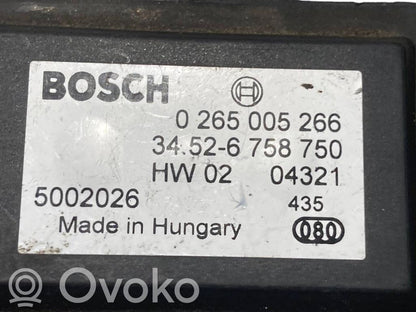 BOSCH
0 265 005 266
34.52-6 758 750
HW 02 04321
5002026 435
Made in Hungary 080
Ovoko